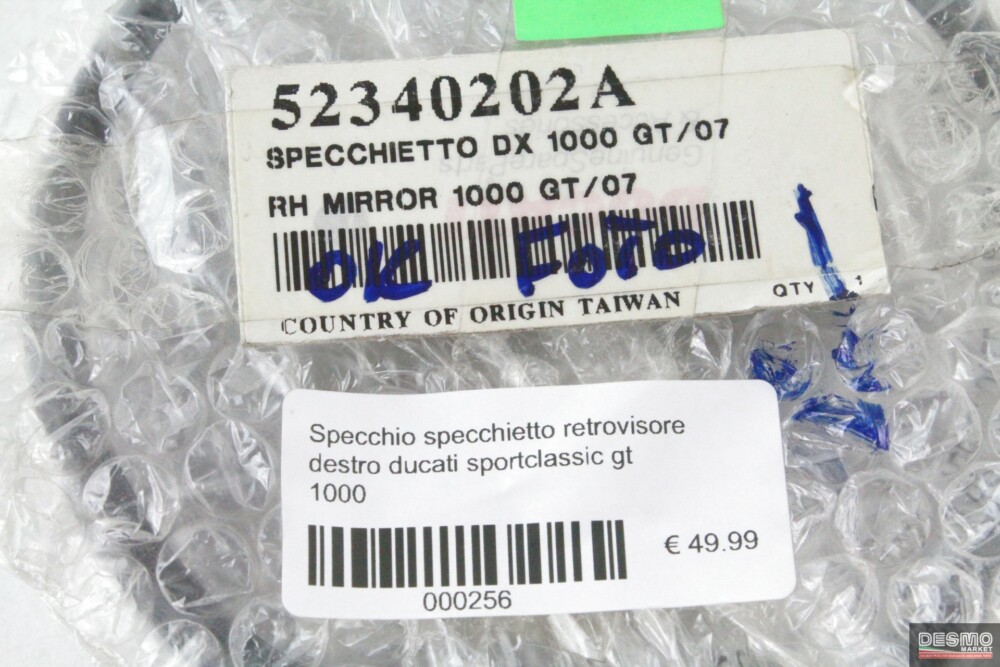 52340202A
SPECCHIETTO DX 1000 GT/07
RH MIRROR 1000 GT/07
OK FOTO
QTY 1
COUNTRY OF ORIGIN TAIWAN
Specchio specchietto retrovisore
destro ducati sportclassic gt
1000
€ 49.99
000256
DESMO
MARKET